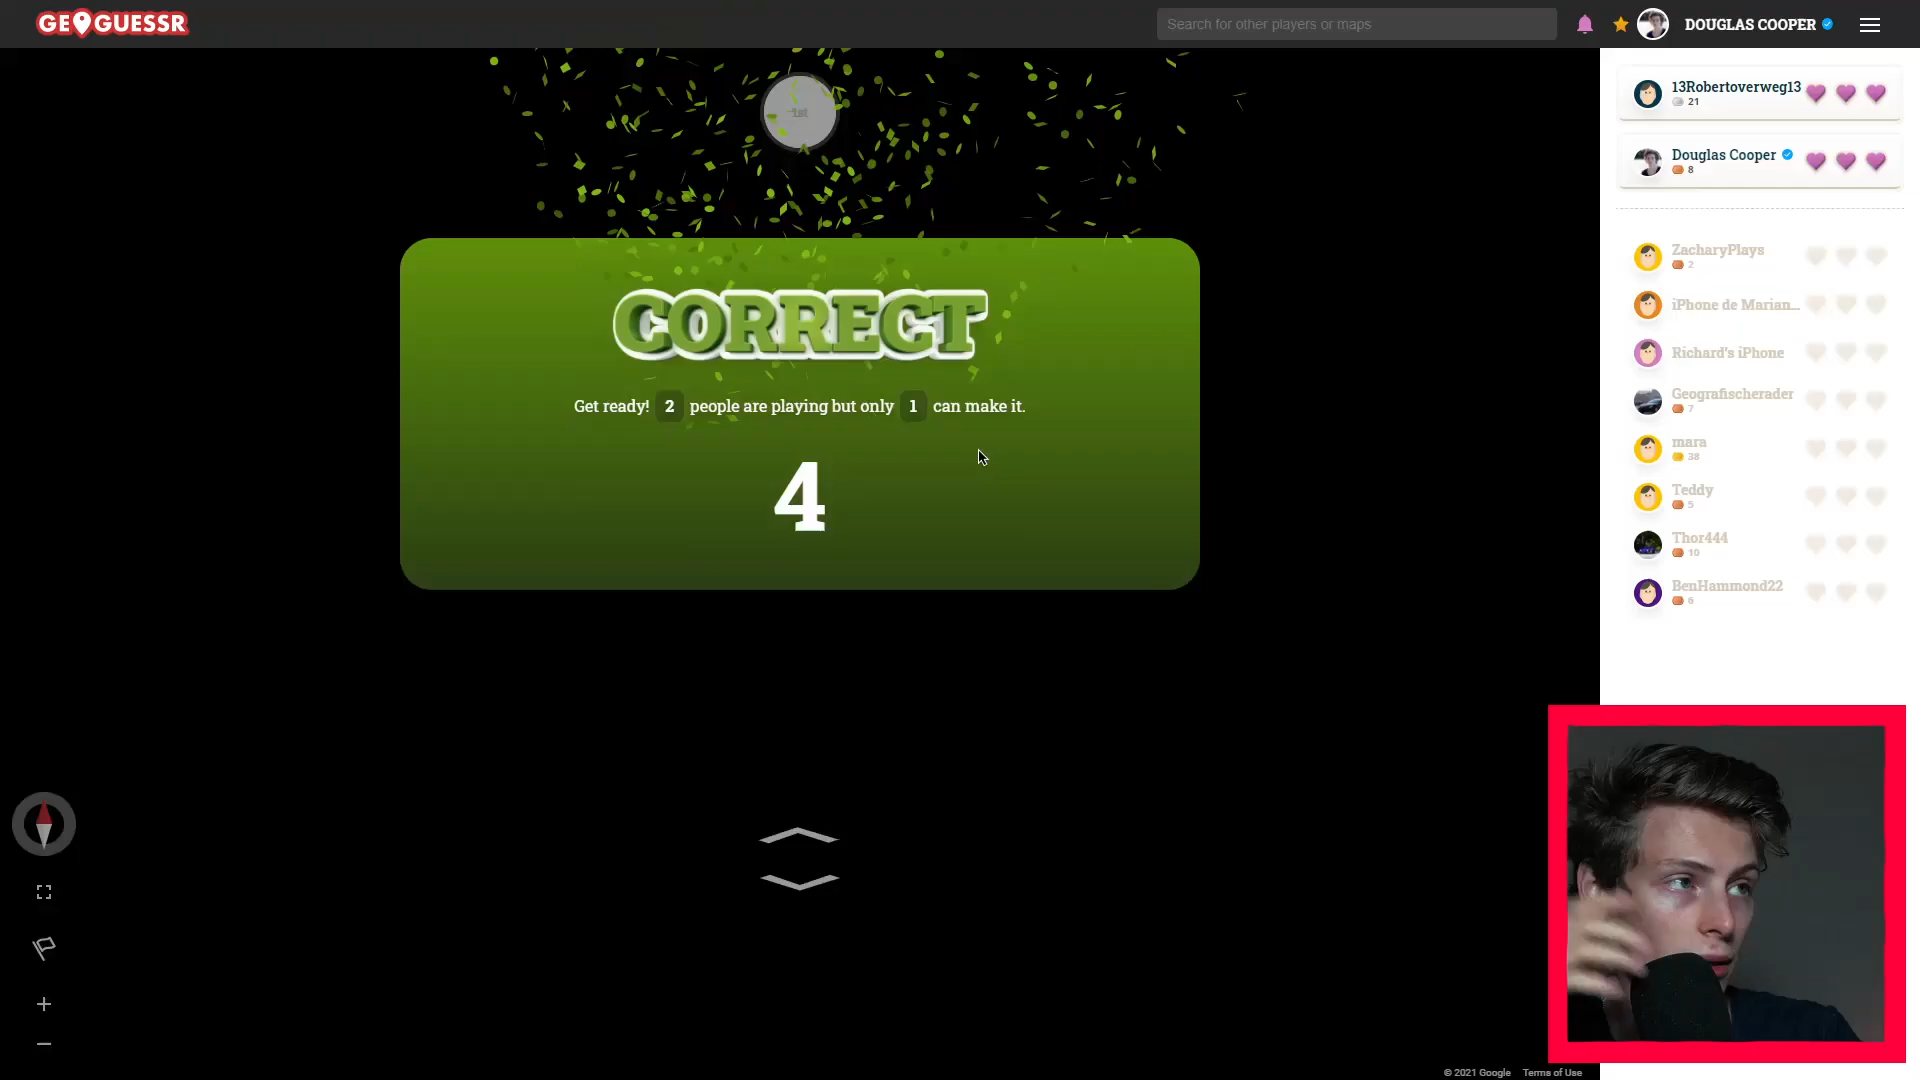 GEOGUESSR
Search for other players or maps
DOUGLAS COOPER
1st
CORRECT
Get ready! 2 people are playing but only 1 can make it.
4
13Robertoverweg13
21
Douglas Cooper
8
ZacharyPlays
2
iPhone de Marian...
Richard's iPhone
Geografischerader
7
mara
38
Teddy
5
Thor444
10
BenHammond22
6
© 2021 Google Terms of Use